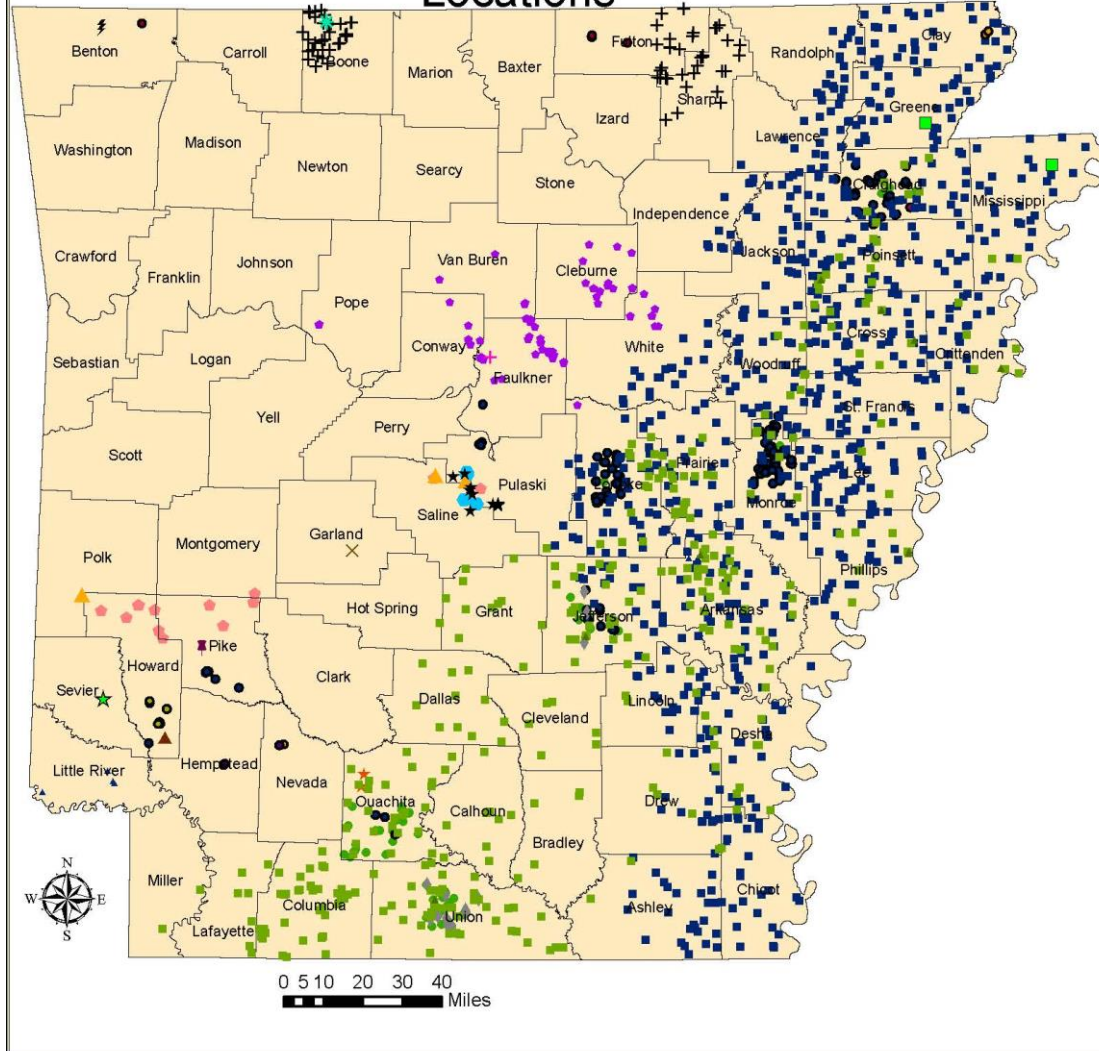 Locations
Benton
Carroll
Boone
Marion
Baxter
Fulton
Randolph
Clay
Sharp
Greene
Izard
Lawrence
Washington
Madison
Newton
Searcy
Stone
Craighead
Mississippi
Independence
Jackson
Poinsett
Crawford
Franklin
Johnson
Van Buren
Cleburne
Pope
Conway
White
Cross
Crittenden
Sebastian
Logan
Woodruff
Faulkner
Yell
St. Francis
Perry
Scott
Prairie
Lee
Pulaski
Lonoke
Monroe
Saline
Garland
Montgomery
Polk
Phillips
Hot Spring
Grant
Jefferson
Arkansas
Pike
Howard
Clark
Sevier
Dallas
Cleveland
Lincoln
Desha
Little River
Hempstead
Nevada
Ouachita
Calhoun
Drew
Bradley
Miller
Columbia
Union
Ashley
Chicot
Lafayette
N
W E
S
0 5 10 20 30 40
Miles